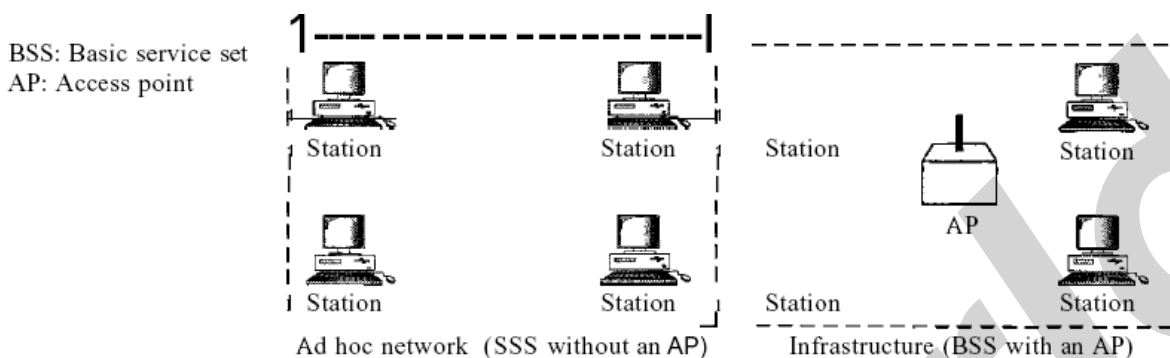 BSS: Basic service set
AP: Access point
Station Station Station Station
AP
Station Station Station Station
Ad hoc network (SSS without an AP) Infrastructure (BSS with an AP)